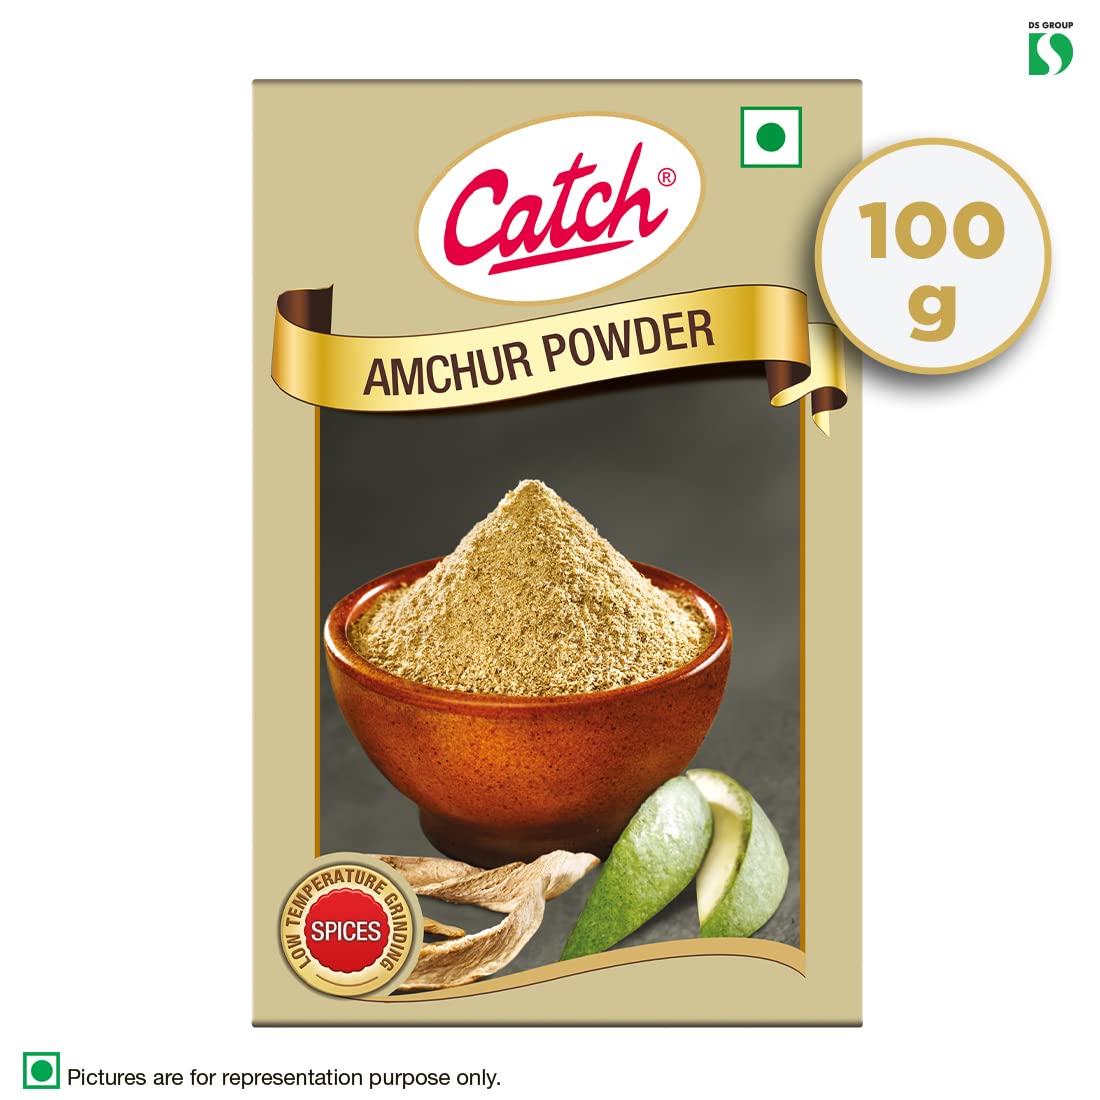 DS GROUP
Catch®
100
g
AMCHUR POWDER
LOW TEMPERATURE GRINDING
SPICES
Pictures are for representation purpose only.